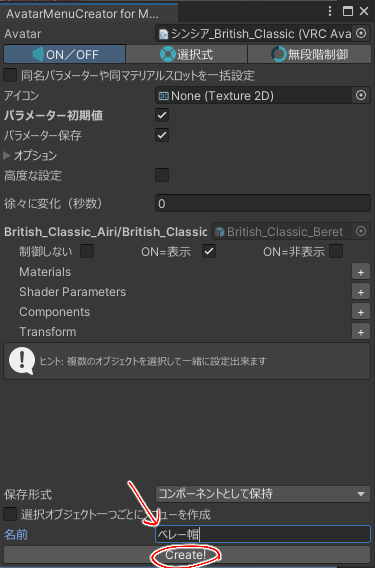 AvatarMenuCreator for M...
Avatar シンシア_British_Classic (VRC Ava
ON／OFF 選択式 無段階制御
同名パラメーターや同マテリアルスロットを一括設定
アイコン None (Texture 2D)
パラメーター初期値
パラメーター保存
オプション
高度な設定
徐々に変化（秒数） 0
British_Classic_Airi/British_Classic British_Classic_Beret
制御しない ON=表示 ON=非表示
Materials +
Shader Parameters +
Components +
Transform +
ヒント: 複数のオブジェクトを選択して一緒に設定出来ます
保存形式 コンポーネントとして保持
選択オブジェクト一つごとにメニューを作成
名前 ベレー帽
Create!